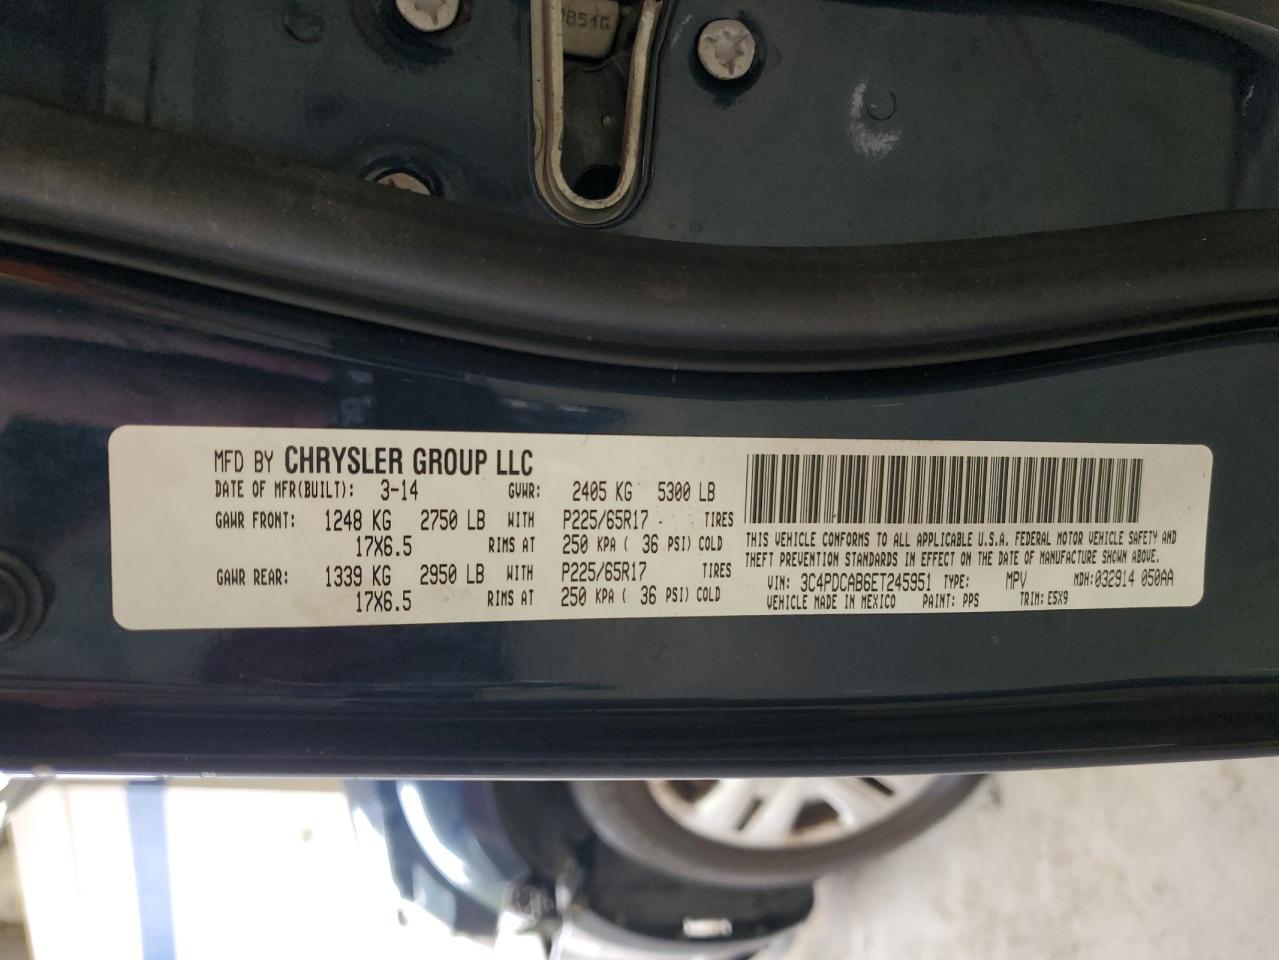 854G
MFD BY CHRYSLER GROUP LLC
DATE OF MFR(BUILT): 3-14 GVWR: 2405 KG 5300 LB
GAWR FRONT: 1248 KG 2750 LB WITH P225/65R17 TIRES
17X6.5 RIMS AT 250 KPA ( 36 PSI) COLD
GAWR REAR: 1339 KG 2950 LB WITH P225/65R17 TIRES
17X6.5 RIMS AT 250 KPA ( 36 PSI) COLD
THIS VEHICLE CONFORMS TO ALL APPLICABLE U.S.A. FEDERAL MOTOR VEHICLE SAFETY AND
THEFT PREVENTION STANDARDS IN EFFECT ON THE DATE OF MANUFACTURE SHOWN ABOVE.
VIN: 3C4PDCAB6ET245951 TYPE: MPV MDH:032914 050AA
VEHICLE MADE IN MEXICO PAINT: PPS TRIM: E5X9